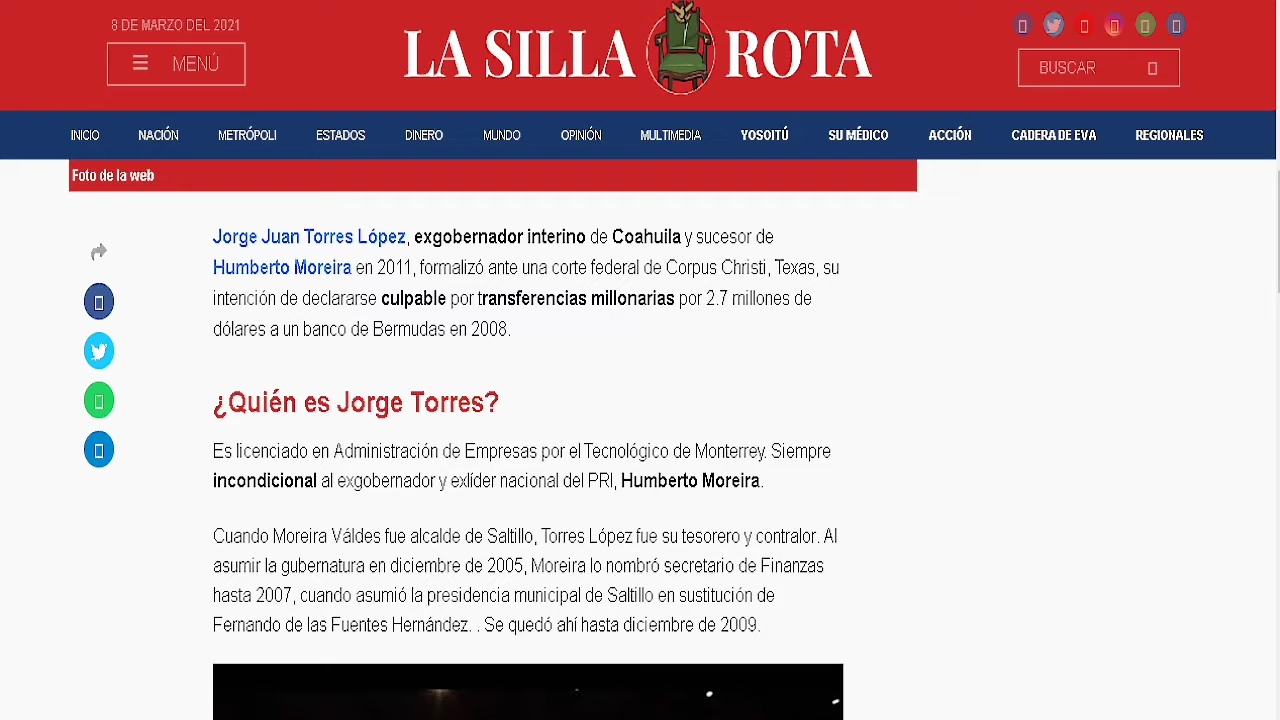 8 DE MARZO DEL 2021
MENÚ
LA SILLA ROTA
BUSCAR
INICIO NACIÓN METRÓPOLI ESTADOS DINERO MUNDO OPINIÓN MULTIMEDIA YOSOITÚ SU MÉDICO ACCIÓN CADERA DE EVA REGIONALES
Foto de la web
Jorge Juan Torres López, exgobernador interino de Coahuila y sucesor de
Humberto Moreira en 2011, formalizó ante una corte federal de Corpus Christi, Texas, su
intención de declararse culpable por transferencias millonarias por 2.7 millones de
dólares a un banco de Bermudas en 2008.
¿Quién es Jorge Torres?
Es licenciado en Administración de Empresas por el Tecnológico de Monterrey. Siempre
incondicional al exgobernador y exlíder nacional del PRI, Humberto Moreira.
Cuando Moreira Váldes fue alcalde de Saltillo, Torres López fue su tesorero y contralor. Al
asumir la gubernatura en diciembre de 2005, Moreira lo nombró secretario de Finanzas
hasta 2007, cuando asumió la presidencia municipal de Saltillo en sustitución de
Fernando de las Fuentes Hernández. . Se quedó ahí hasta diciembre de 2009.